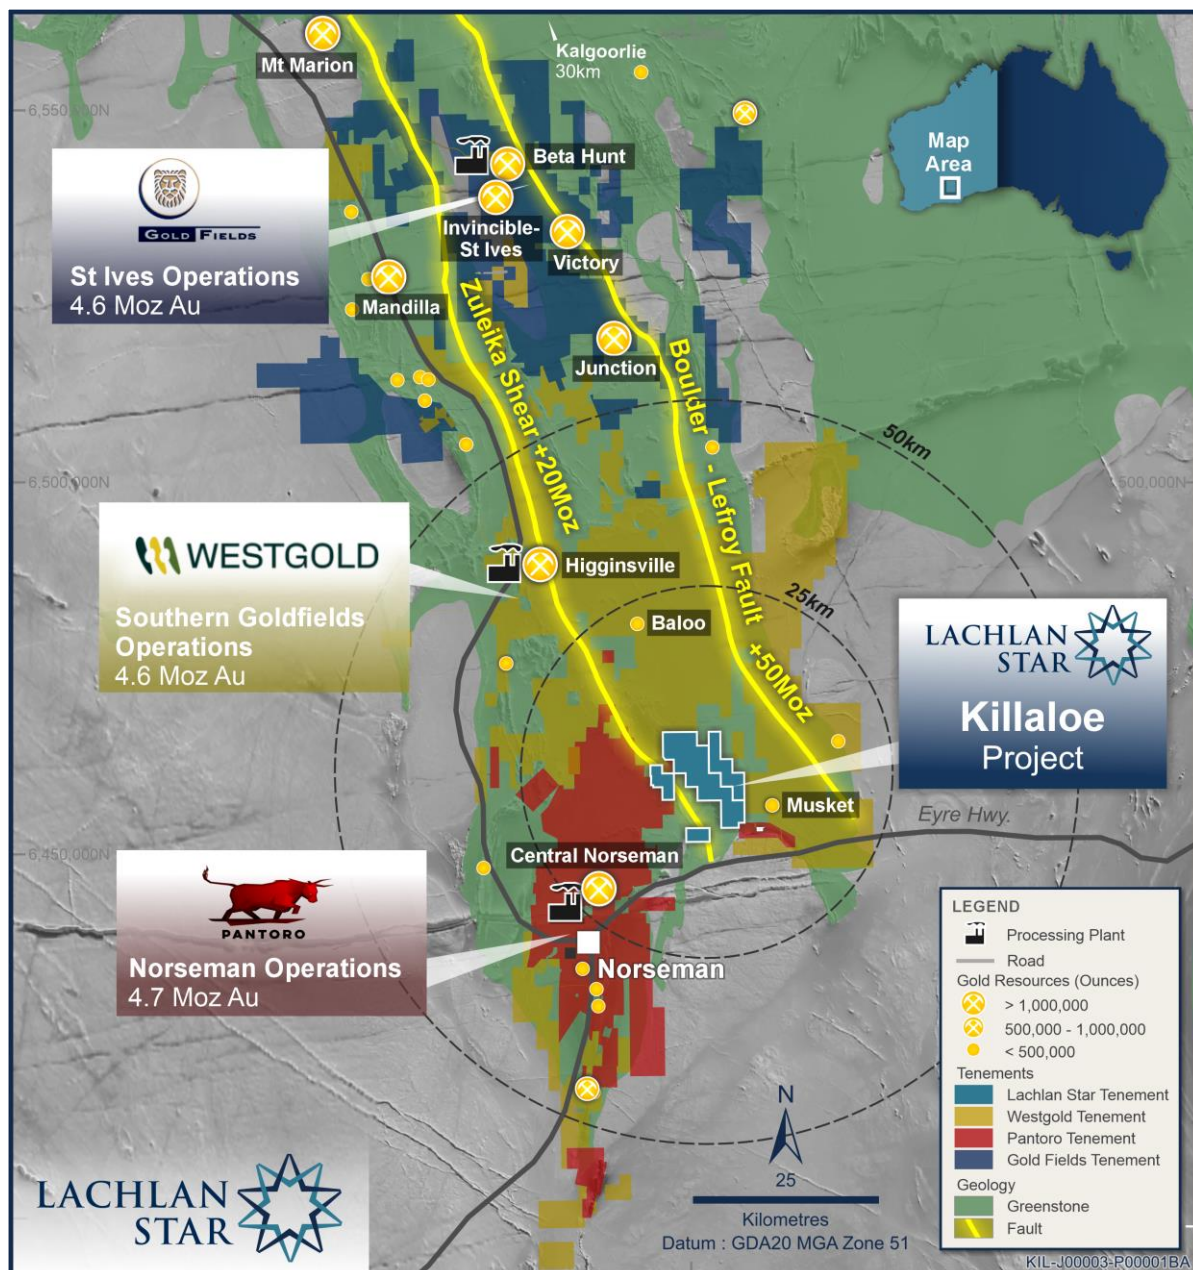 Kalgoorlie
30km
Mt Marion
6,550,000N
Map
Area
Beta Hunt
GOLD FIELDS
St Ives Operations
4.6 Moz Au
Invincible-
St Ives
Victory
Mandilla
Junction
Zuleika Shear +20Moz
Boulder - Lefroy Fault +50Moz
50km
6,500,000N
500,000N
WESTGOLD
Southern Goldfields
Operations
4.6 Moz Au
Higginsville
25km
Baloo
LACHLAN
STAR
Killaloe
Project
Musket
Eyre Hwy.
6,450,000N
Central Norseman
PANTORO
Norseman Operations
4.7 Moz Au
Norseman
LEGEND
Processing Plant
Road
Gold Resources (Ounces)
> 1,000,000
500,000 - 1,000,000
< 500,000
Tenements
Lachlan Star Tenement
Westgold Tenement
Pantoro Tenement
Gold Fields Tenement
Geology
Greenstone
Fault
N
25
Kilometres
Datum : GDA20 MGA Zone 51
LACHLAN
STAR
KIL-J00003-P00001BA